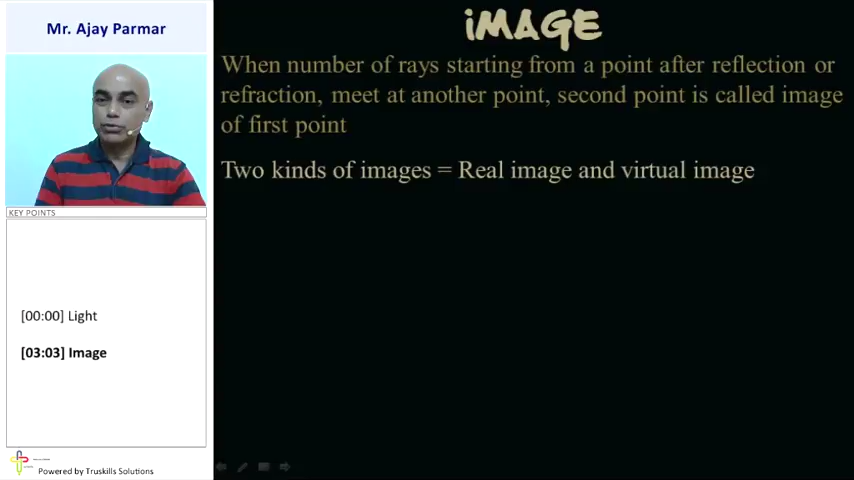 Mr. Ajay Parmar
IMAGE
When number of rays starting from a point after reflection or
refraction, meet at another point, second point is called image
of first point
Two kinds of images = Real image and virtual image
KEY POINTS
[00:00] Light
[03:03] Image
Powered by Truskills Solutions